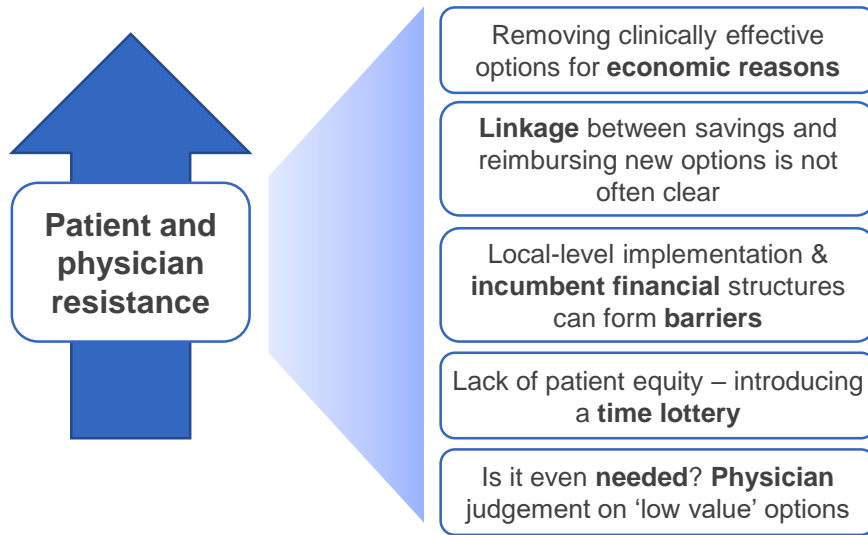 Patient and
physician
resistance
Removing clinically effective
options for economic reasons
Linkage between savings and
reimbursing new options is not
often clear
Local-level implementation &
incumbent financial structures
can form barriers
Lack of patient equity – introducing
a time lottery
Is it even needed? Physician
judgement on ‘low value’ options